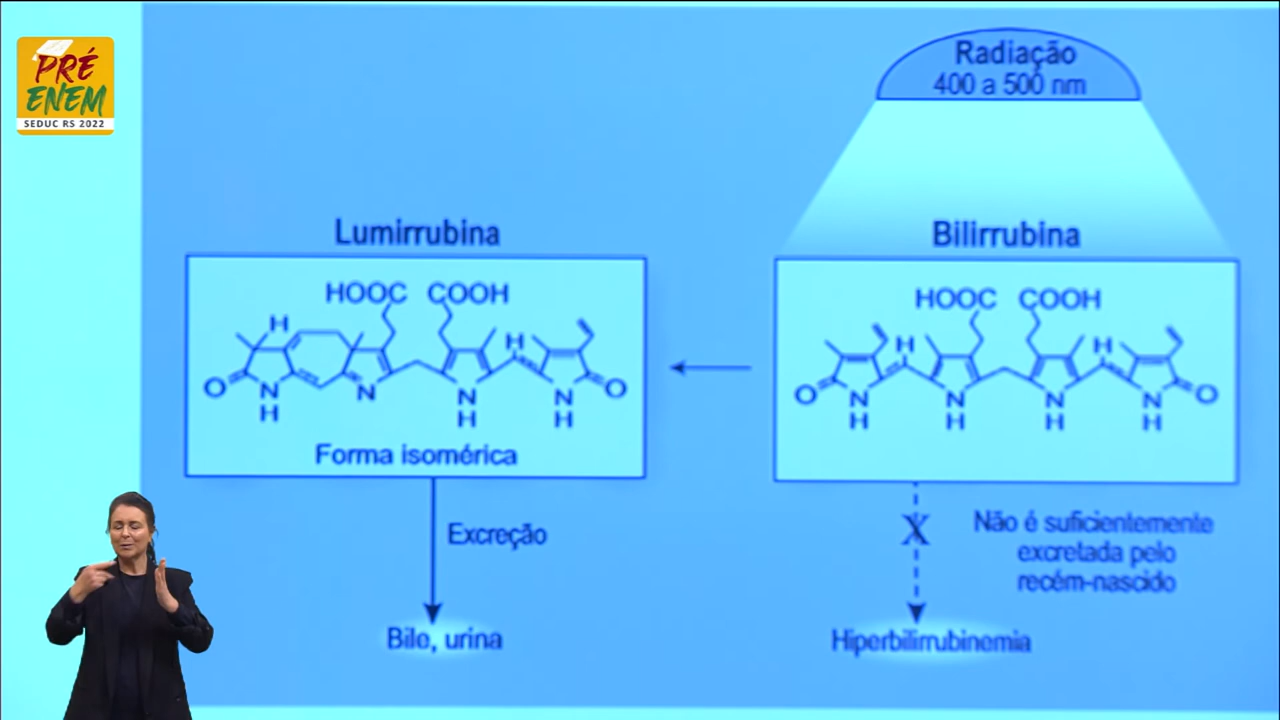 PRÉ
ENEM
SEDUC RS 2022
Radiação
400 a 500 nm
Lumirrubina
Bilirrubina
HOOC COOH
H
H
O
N
H
N
N
H
N
H
O
Forma isomérica
HOOC COOH
H
H
O
N
H
N
H
N
H
N
H
O
Excreção
Bile, urina
X
Não é suficientemente
excretada pelo
recém-nascido
Hiperbilirrubinemia